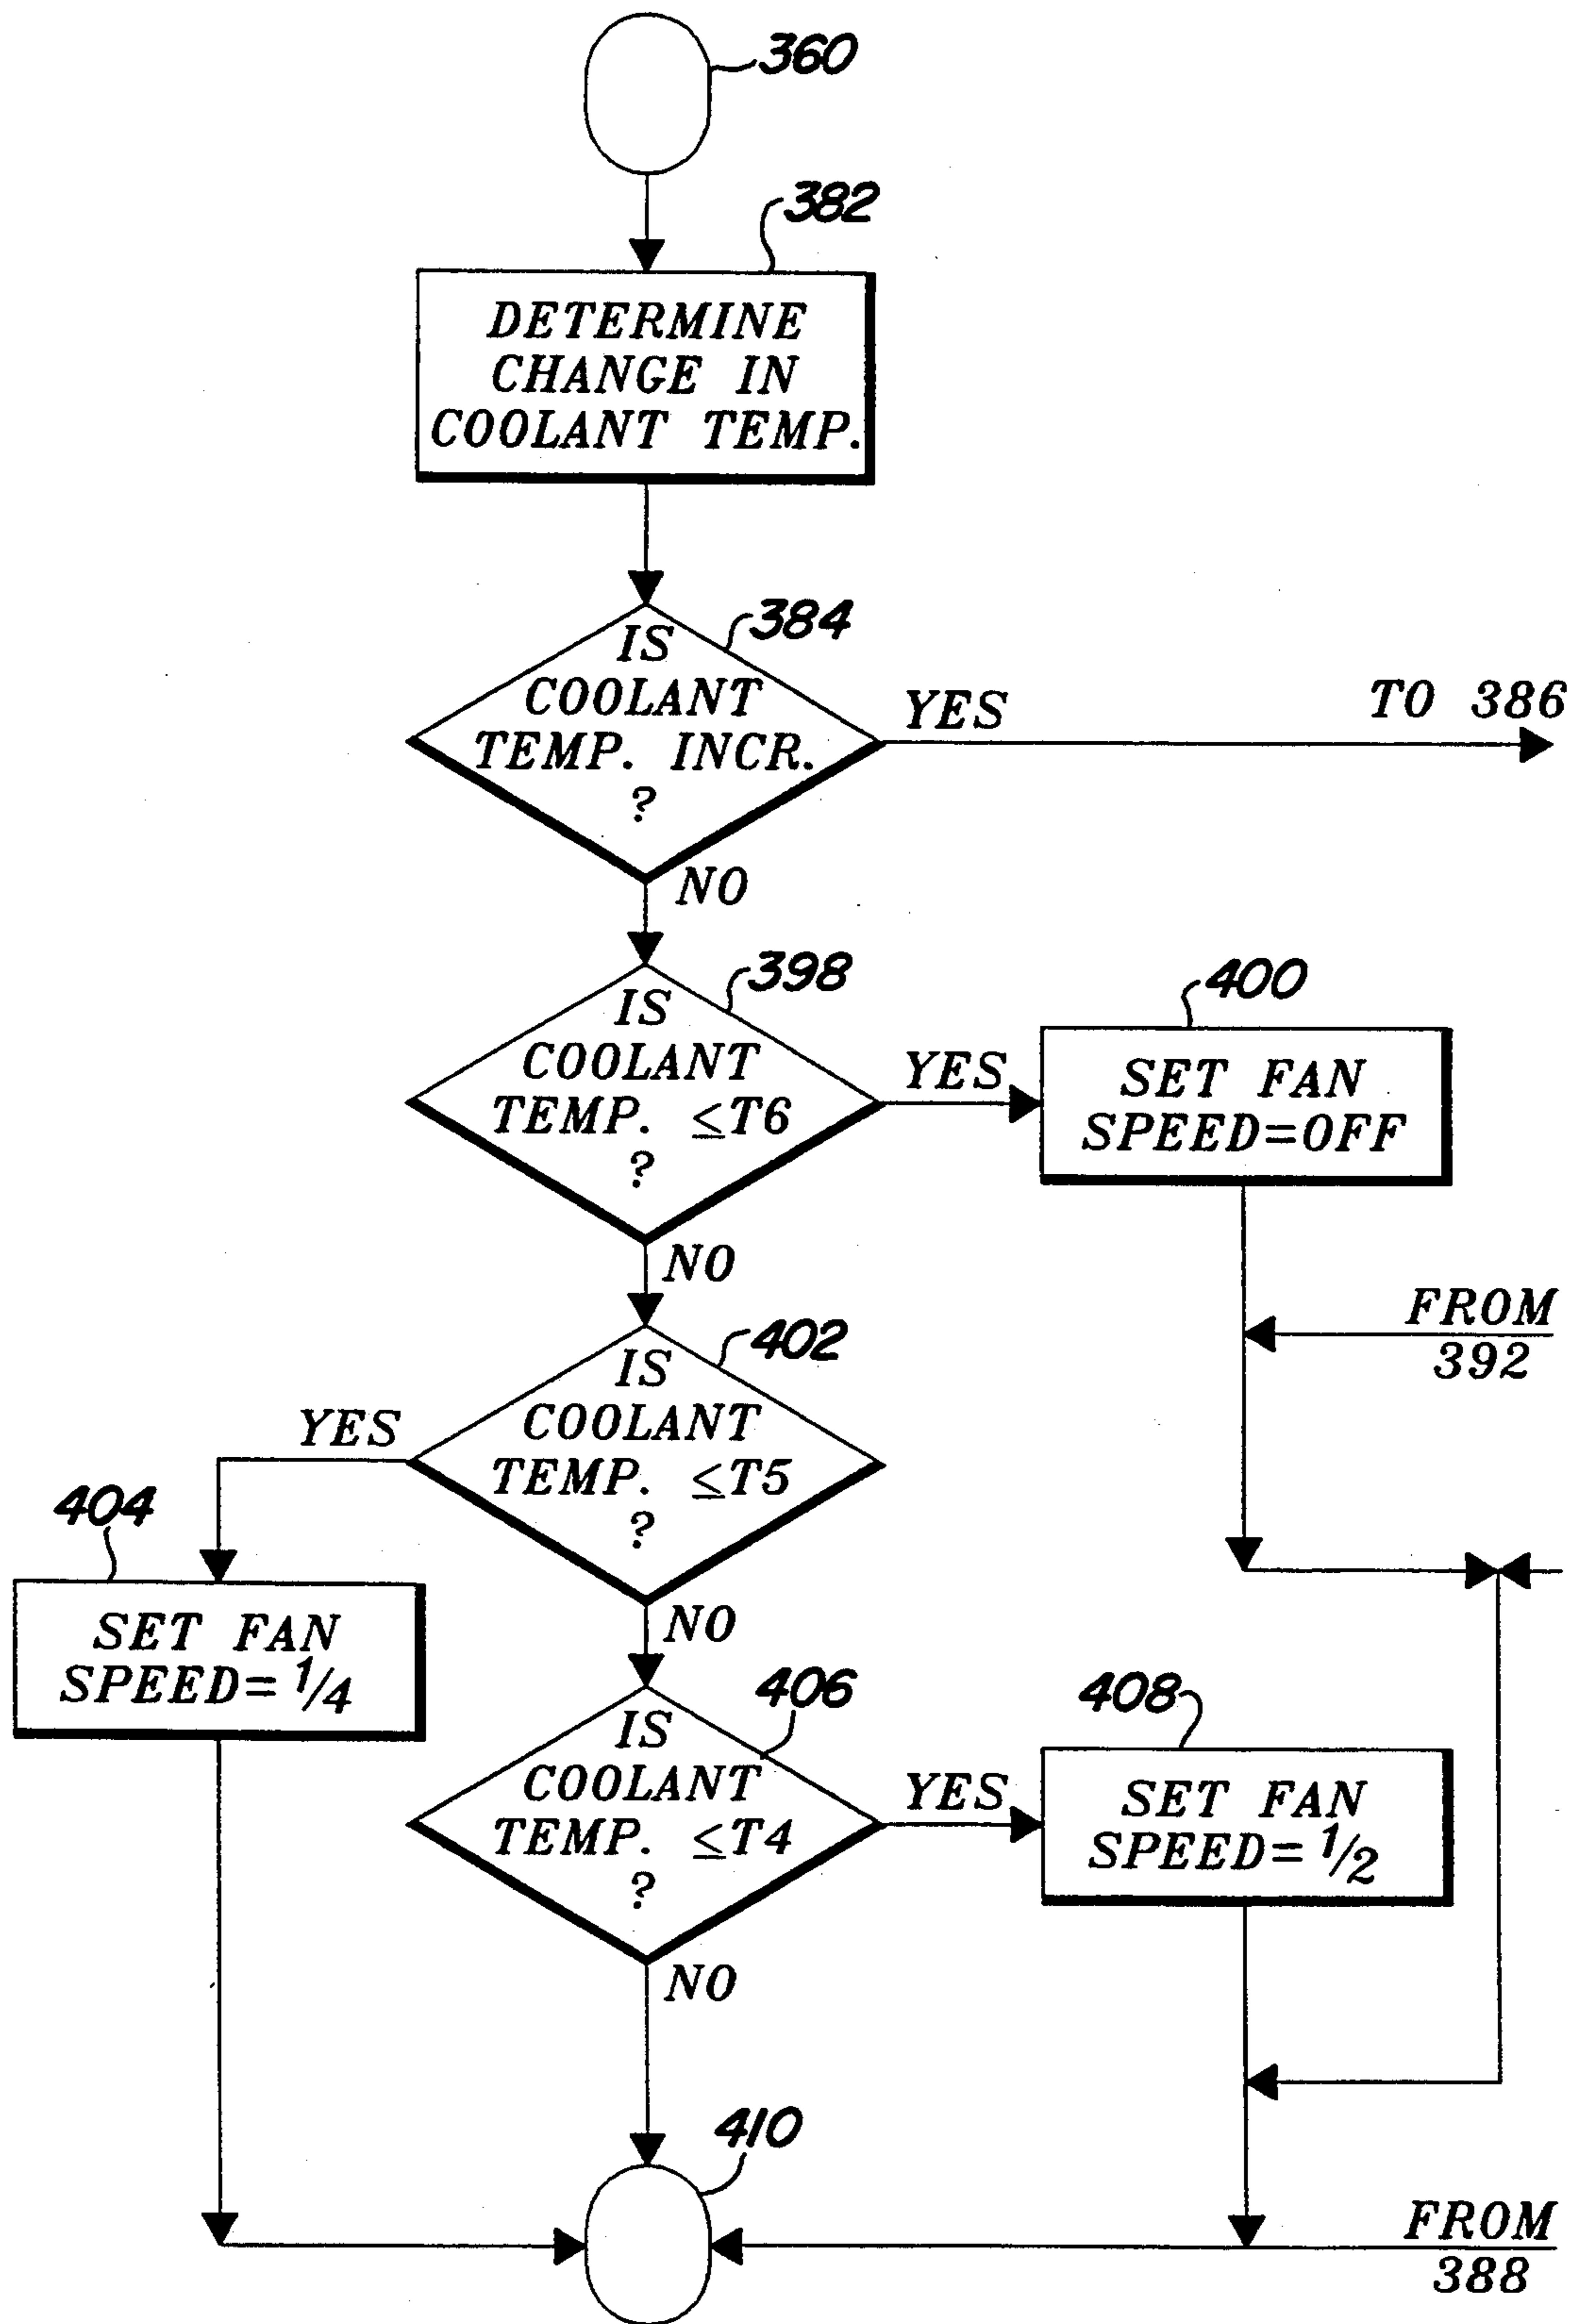 360
382
DETERMINE
CHANGE IN
COOLANT TEMP.
384
IS
COOLANT
TEMP. INCR.
?
YES
TO 386
NO
398
IS
COOLANT
TEMP. ≤T6
?
YES
400
SET FAN
SPEED=OFF
NO
FROM
392
402
IS
COOLANT
TEMP. ≤T5
?
YES
404
SET FAN
SPEED= 1/4
NO
406
IS
COOLANT
TEMP. ≤T4
?
YES
408
SET FAN
SPEED= 1/2
NO
410
FROM
388